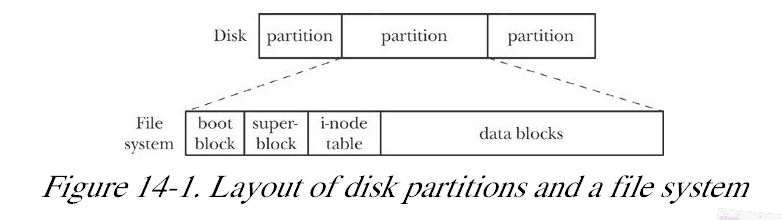 Disk partition partition partition
File system
boot block
super-block
i-node table
data blocks
Figure 14-1. Layout of disk partitions and a file system